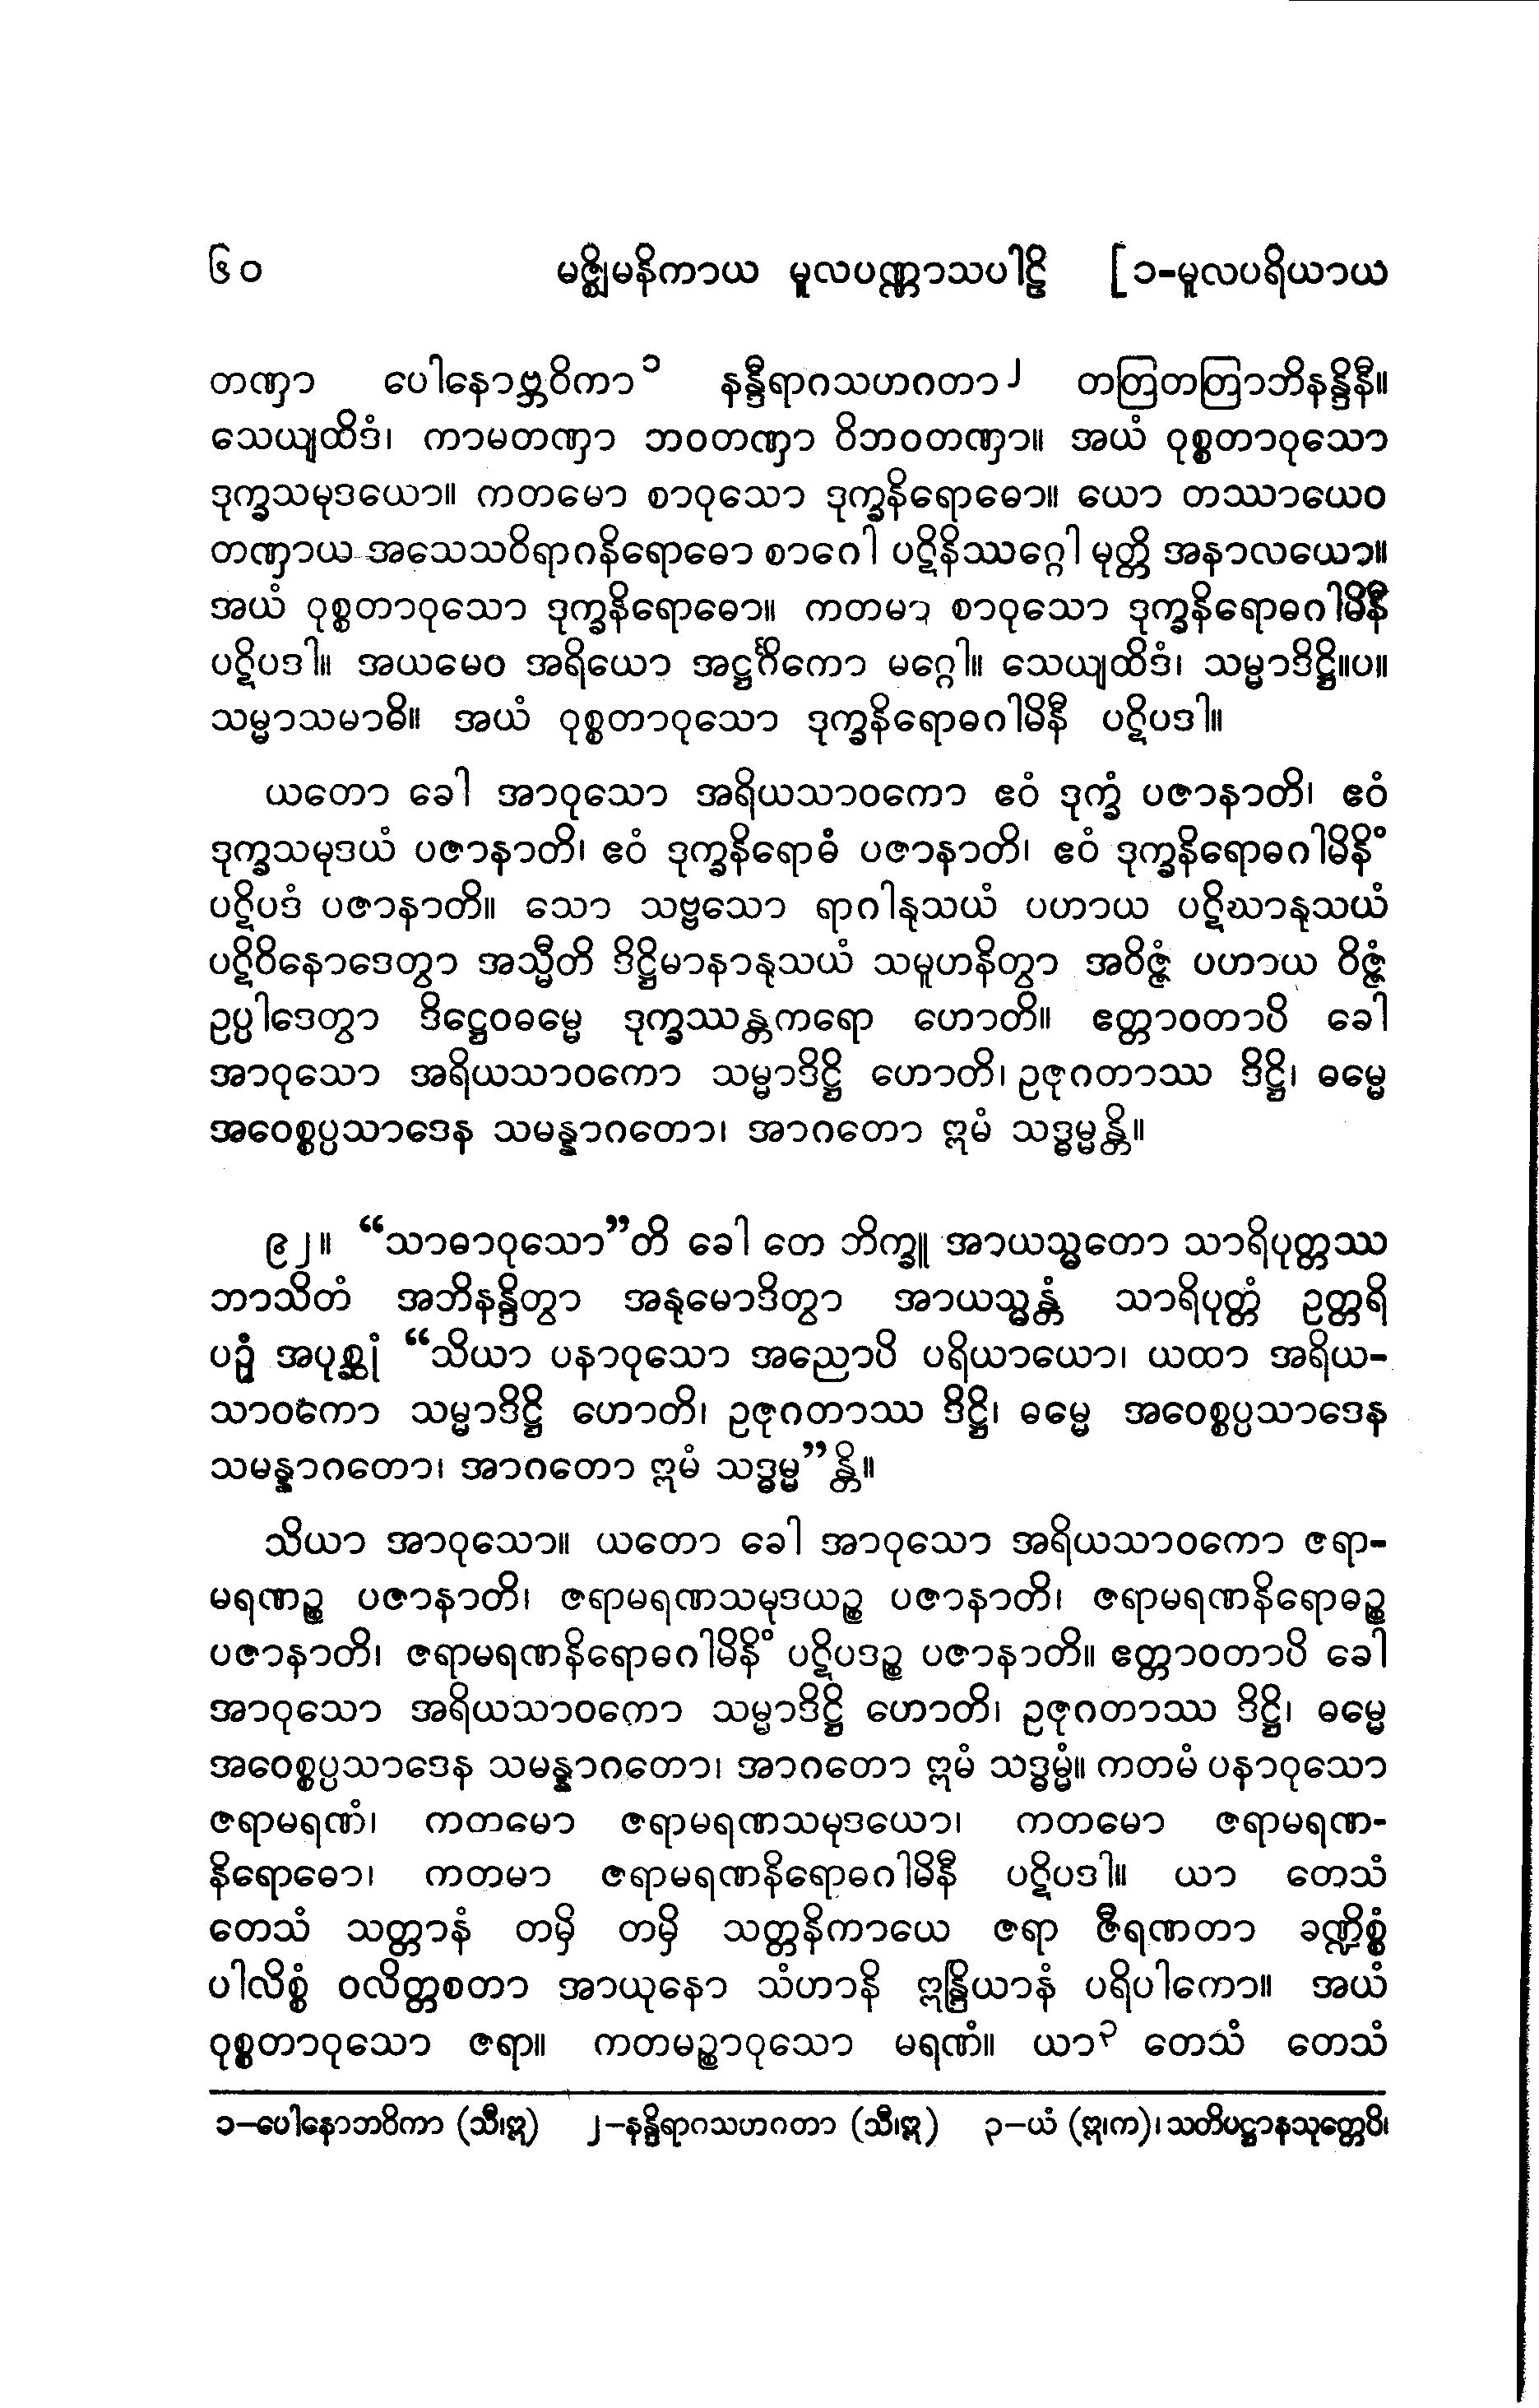 ၆၀ မဇ္ဈိမနိကာယ မူလပဏ္ဏာသပါဠိ [၁-မူလပရိယာယ
တဏှာ ပေါနောဗ္ဘဝိကာ၁ နန္ဒီရာဂသဟဂတာ၂ တတြတတြာဘိနန္ဒိနီ။
သေယျထိဒံ၊ ကာမတဏှာ ဘဝတဏှာ ဝိဘဝတဏှာ။ အယံ ဝုစ္စတာဝုသော
ဒုက္ခသမုဒယော။ ကတမော စာဝုသော ဒုက္ခနိရောဓော။ ယော တဿာယေဝ
တဏှာယ အသေသဝိရာဂနိရောဓော စာဂေါ ပဋိနိဿဂ္ဂေါ မုတ္တိ အနာလယော။
အယံ ဝုစ္စတာဝုသော ဒုက္ခနိရောဓော။ ကတမာ စာဝုသော ဒုက္ခနိရောဓဂါမိနီ
ပဋိပဒါ။ အယမေဝ အရိယော အဋ္ဌင်္ဂိကော မဂ္ဂေါ။ သေယျထိဒံ၊ သမ္မာဒိဋ္ဌိ။ပ။
သမ္မာသမာဓိ။ အယံ ဝုစ္စတာဝုသော ဒုက္ခနိရောဓဂါမိနီ ပဋိပဒါ။
ယတော ခေါ အာဝုသော အရိယသာဝကော ဧဝံ ဒုက္ခံ ပဇာနာတိ၊ ဧဝံ
ဒုက္ခသမုဒယံ ပဇာနာတိ၊ ဧဝံ ဒုက္ခနိရောဓံ ပဇာနာတိ၊ ဧဝံ ဒုက္ခနိရောဓဂါမိနိံ
ပဋိပဒံ ပဇာနာတိ။ သော သဗ္ဗသော ရာဂါနုသယံ ပဟာယ ပဋိဃာနုသယံ
ပဋိဝိနောဒေတွာ အသ္မီတိ ဒိဋ္ဌိမာနာနုသယံ သမူဟနိတွာ အဝိဇ္ဇံ ပဟာယ ဝိဇ္ဇံ
ဥပ္ပါဒေတွာ ဒိဋ္ဌေဝဓမ္မေ ဒုက္ခဿန္တကရော ဟောတိ။ ဧတ္တာဝတာပိ ခေါ
အာဝုသော အရိယသာဝကော သမ္မာဒိဋ္ဌိ ဟောတိ၊ ဥဇုဂတာဿ ဒိဋ္ဌိ၊ ဓမ္မေ
အဝေစ္စပ္ပသာဒေန သမန္နာဂတော၊ အာဂတော ဣမံ သဒ္ဓမ္မန္တိ။
၉၂။ “သာဓာဝုသော”တိ ခေါ တေ ဘိက္ခူ အာယသ္မတော သာရိပုတ္တဿ
ဘာသိတံ အဘိနန္ဒိတွာ အနုမောဒိတွာ အာယသ္မန္တံ သာရိပုတ္တံ ဥတ္တရိ
ပဉှံ အပုစ္ဆုံ “သိယာ ပနာဝုသော အညောပိ ပရိယာယော၊ ယထာ အရိယ-
သာဝကော သမ္မာဒိဋ္ဌိ ဟောတိ၊ ဥဇုဂတာဿ ဒိဋ္ဌိ၊ ဓမ္မေ အဝေစ္စပ္ပသာဒေန
သမန္နာဂတော၊ အာဂတော ဣမံ သဒ္ဓမ္မ”န္တိ။
သိယာ အာဝုသော။ ယတော ခေါ အာဝုသော အရိယသာဝကော ဇရာ-
မရဏဉ္စ ပဇာနာတိ၊ ဇရာမရဏသမုဒယဉ္စ ပဇာနာတိ၊ ဇရာမရဏနိရောဓဉ္စ
ပဇာနာတိ၊ ဇရာမရဏနိရောဓဂါမိနိံ ပဋိပဒဉ္စ ပဇာနာတိ။ ဧတ္တာဝတာပိ ခေါ
အာဝုသော အရိယသာဝကော သမ္မာဒိဋ္ဌိ ဟောတိ၊ ဥဇုဂတာဿ ဒိဋ္ဌိ၊ ဓမ္မေ
အဝေစ္စပ္ပသာဒေန သမန္နာဂတော၊ အာဂတော ဣမံ သဒ္ဓမ္မံ။ ကတမံ ပနာဝုသော
ဇရာမရဏံ၊ ကတမော ဇရာမရဏသမုဒယော၊ ကတမော ဇရာမရဏ-
နိရောဓော၊ ကတမာ ဇရာမရဏနိရောဓဂါမိနီ ပဋိပဒါ။ ယာ တေသံ
တေသံ သတ္တာနံ တမှိ တမှိ သတ္တနိကာယေ ဇရာ ဇီရဏတာ ခဏ္ဍိစ္စံ
ပါလိစ္စံ ဝလိတ္တစတာ အာယုနော သံဟာနိ ဣန္ဒြိယာနံ ပရိပါကော။ အယံ
ဝုစ္စတာဝုသော ဇရာ။ ကတမဉ္စာဝုသော မရဏံ။ ယာ၃ တေသံ တေသံ
၁–ပေါနောဘဝိကာ (သီ၊ဣ) ၂–နန္ဒိရာဂသဟဂတာ (သီ၊ဣ) ၃–ယံ (ဣ၊က)၊ သတိပဋ္ဌာနသုတ္တေပိ၊